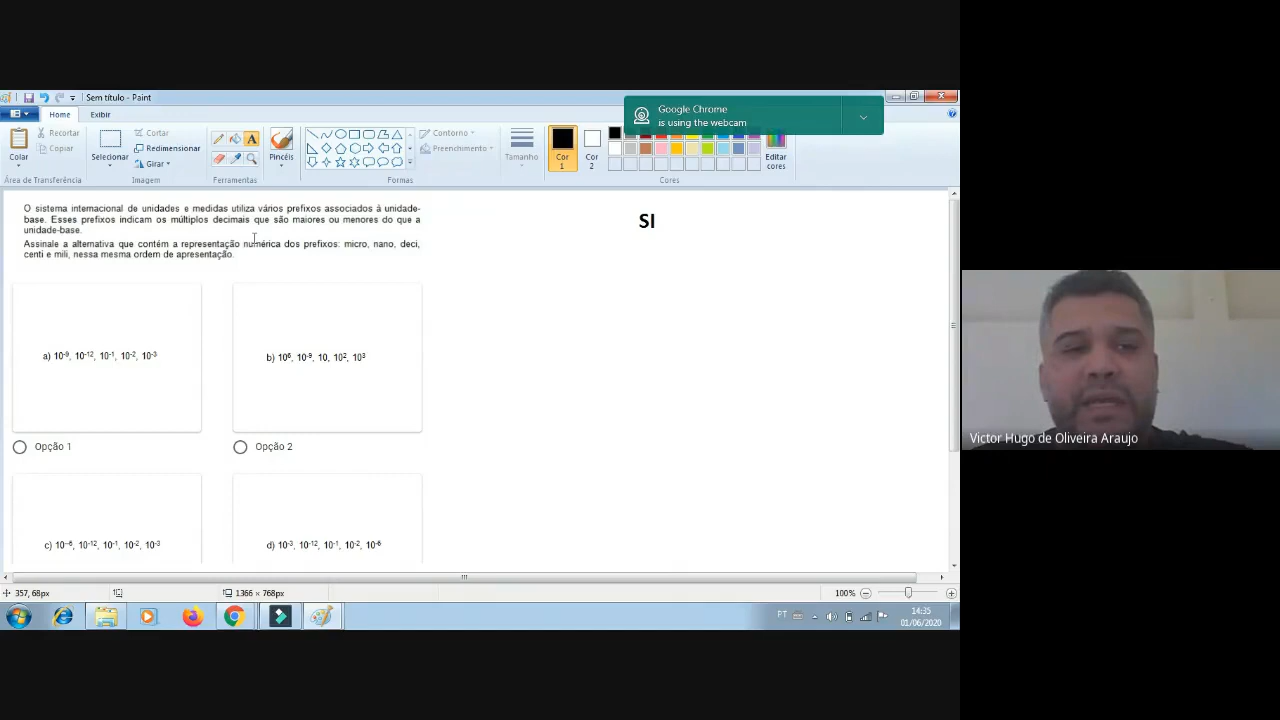 Sem título - Paint
Google Chrome
is using the webcam
Home
Exibir
Colar
Recortar
Copiar
Área de Transferência
Selecionar
Cortar
Redimensionar
Girar
Imagem
Ferramentas
Pincéis
Contorno
Preenchimento
Formas
Tamanho
Cor
1
Cor
2
Editar
cores
Cores
O sistema internacional de unidades e medidas utiliza vários prefixos associados à unidade-
base. Esses prefixos indicam os múltiplos decimais que são maiores ou menores do que a
unidade-base.
Assinale a alternativa que contém a representação numérica dos prefixos: micro, nano, deci,
centi e mili, nessa mesma ordem de apresentação.
SI
a) 10⁻⁹, 10⁻¹², 10⁻¹, 10⁻², 10⁻³
b) 10⁶, 10⁻⁹, 10, 10², 10³
Opção 1
Opção 2
c) 10⁻⁶, 10⁻¹², 10⁻¹, 10⁻², 10⁻³
d) 10⁻³, 10⁻¹², 10⁻¹, 10⁻², 10⁻⁶
Victor Hugo de Oliveira Araujo
357, 68px
1366 × 768px
100%
PT
14:35
01/06/2020